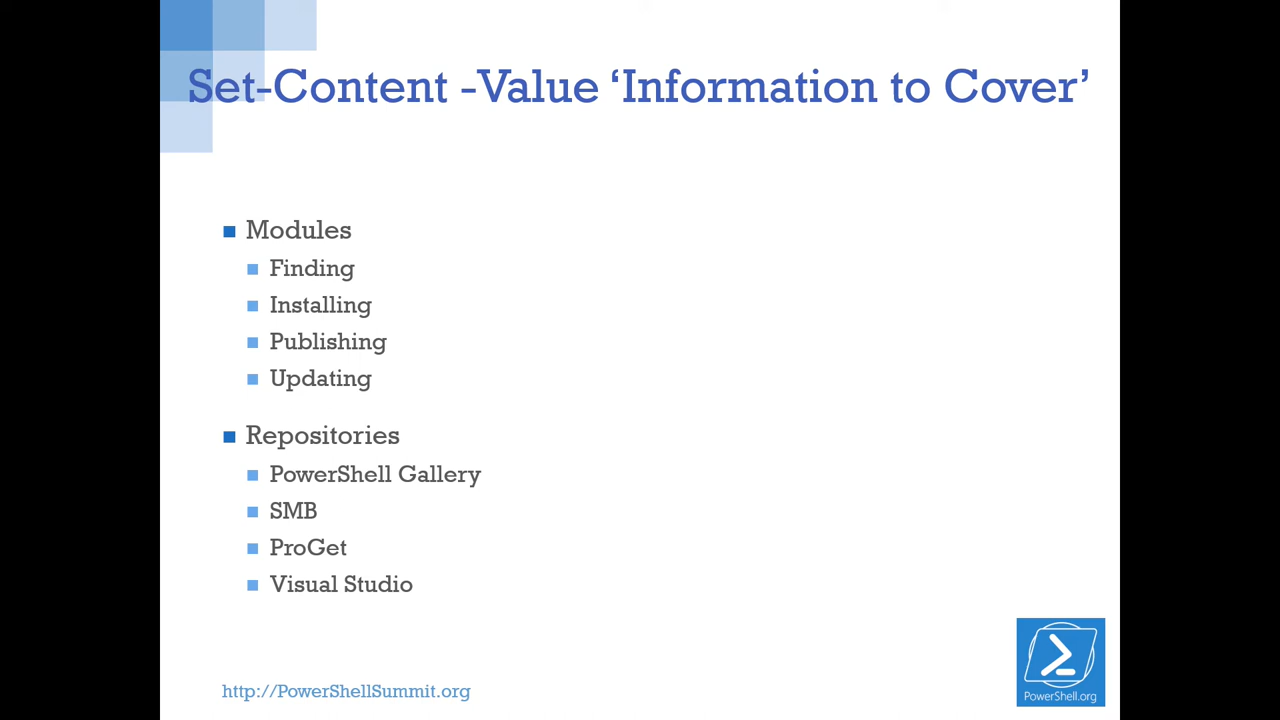 Set-Content -Value ‘Information to Cover’
Modules
Finding
Installing
Publishing
Updating
Repositories
PowerShell Gallery
SMB
ProGet
Visual Studio
http://PowerShellSummit.org
PowerShell.org